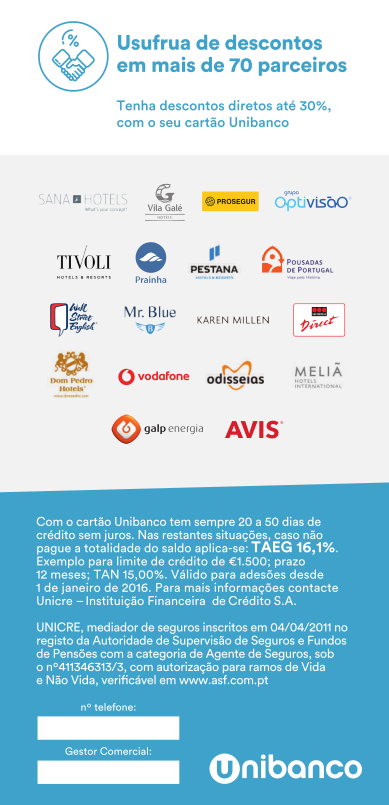 %
Usufrua de descontos
em mais de 70 parceiros
Tenha descontos diretos até 30%,
com o seu cartão Unibanco
SANA HOTELS
What's your concept?
G
Vila Galé
HOTÉIS
PROSEGUR
grupo
Optivisão
TIVOLI
HOTELS & RESORTS
Prainha
PESTANA
HOTELS & RESORTS
POUSADAS
DE PORTUGAL
Viaje pela História
Wall
Street
English
Mr. Blue
B
KAREN MILLEN
Direct
MELIÃ
HOTELS
INTERNATIONAL
Dom Pedro
Hotels
www.dompedro.com
vodafone
odisseias
galp energia
AVIS
Com o cartão Unibanco tem sempre 20 a 50 dias de
crédito sem juros. Nas restantes situações, caso não
pague a totalidade do saldo aplica-se: TAEG 16,1%.
Exemplo para limite de crédito de €1.500; prazo
12 meses; TAN 15,00%. Válido para adesões desde
1 de janeiro de 2016. Para mais informações contacte
Unicre – Instituição Financeira de Crédito S.A.
UNICRE, mediador de seguros inscritos em 04/04/2011 no
registo da Autoridade de Supervisão de Seguros e Fundos
de Pensões com a categoria de Agente de Seguros, sob
o nº411346313/3, com autorização para ramos de Vida
e Não Vida, verificável em www.asf.com.pt
nº telefone:
Gestor Comercial:
Unibanco